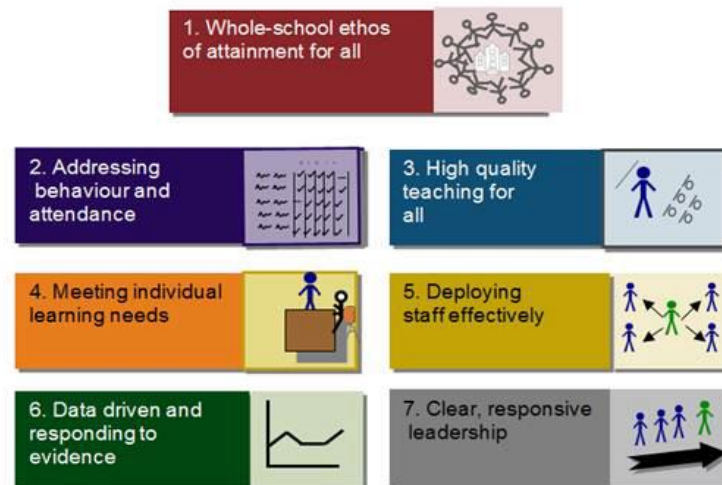 1. Whole-school ethos
of attainment for all
2. Addressing
behaviour and
attendance
3. High quality
teaching for
all
4. Meeting individual
learning needs
5. Deploying
staff effectively
6. Data driven and
responding to
evidence
7. Clear, responsive
leadership